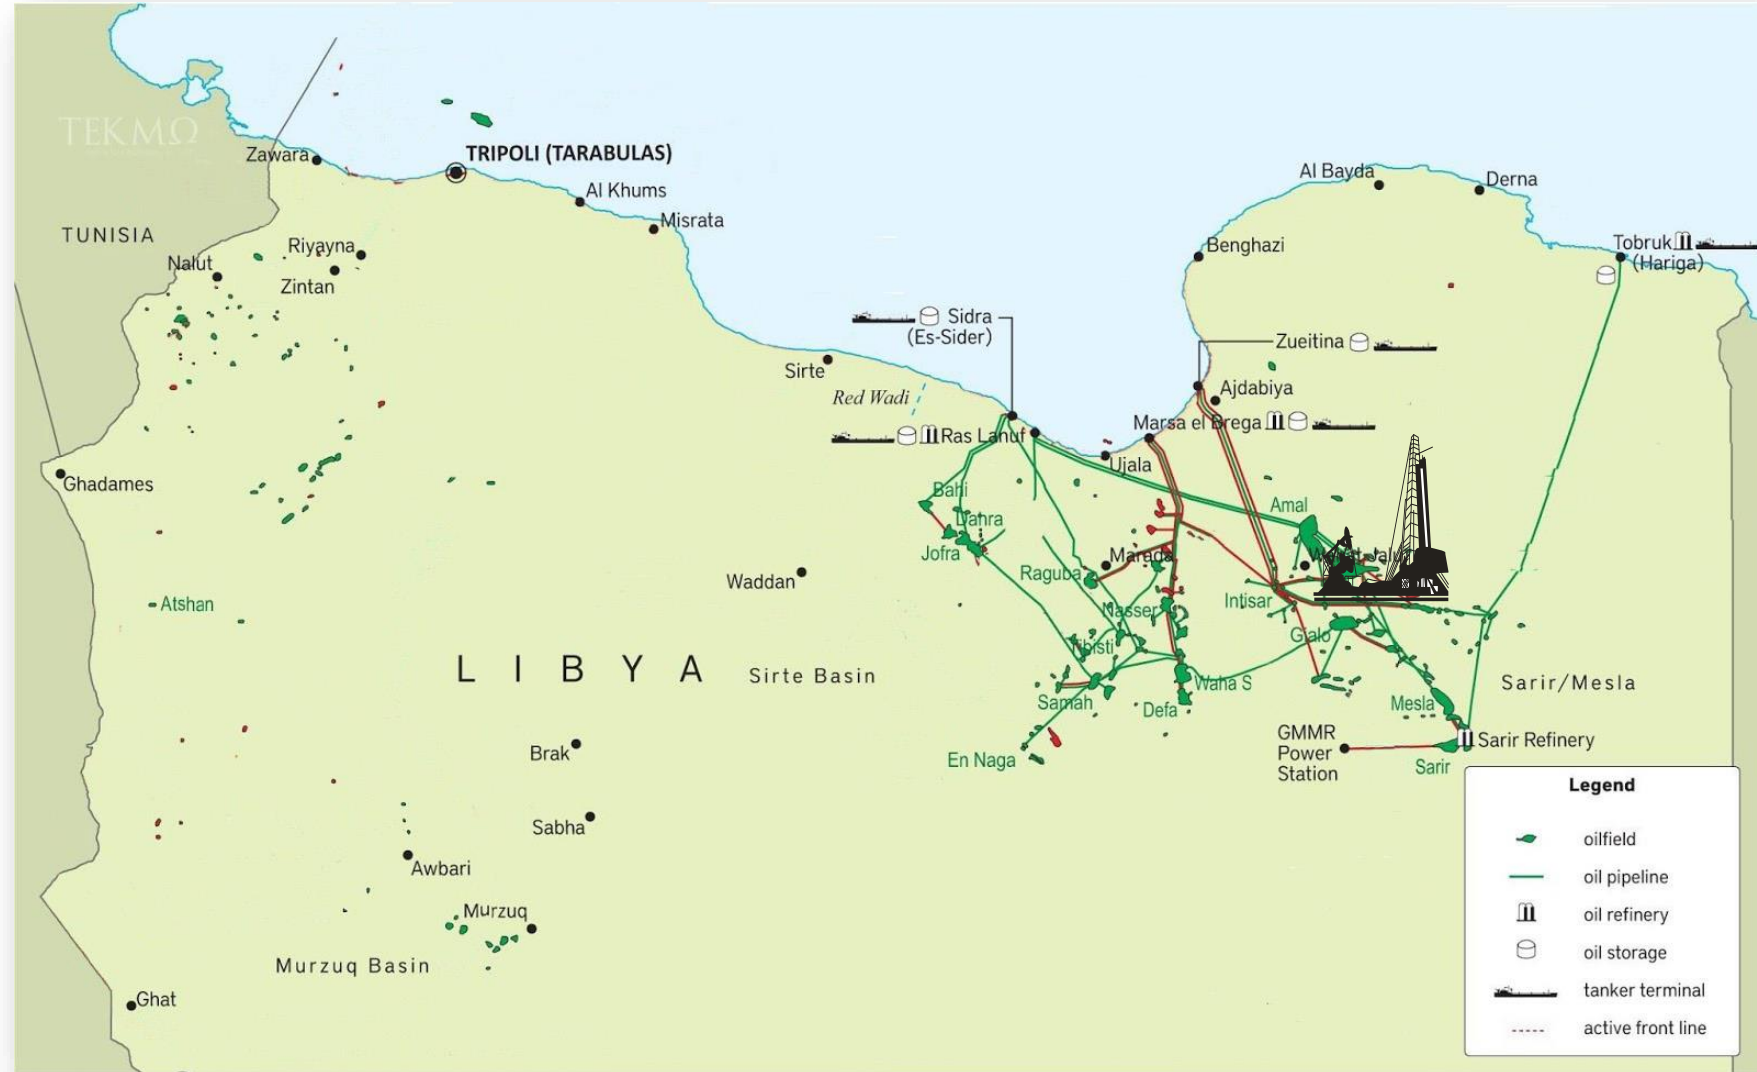 TEKMΩ
Zawara
TRIPOLI (TARABULAS)
Al Khums
Misrata
Al Bayda
Derna
TUNISIA
Riyayna
Nalut
Zintan
Benghazi
Tobruk
(Hariga)
Sidra
(Es-Sider)
Zueitina
Sirte
Red Wadi
Ajdabiya
Marsa el Brega
Ras Lanuf
Ujala
Ghadames
Bahi
Dahra
Amal
Jofra
Marada
Raguba
Waddan
Atshan
Nasser
Intisar
Gialo
Tibisti
LIBYA
Sirte Basin
Waha S
Sarir/Mesla
Samah
Defa
Mesla
GMMR
Power
Station
Sarir Refinery
Brak
En Naga
Sarir
Sabha
Awbari
Murzuq
Murzuq Basin
Ghat
Legend
oilfield
oil pipeline
oil refinery
oil storage
tanker terminal
active front line